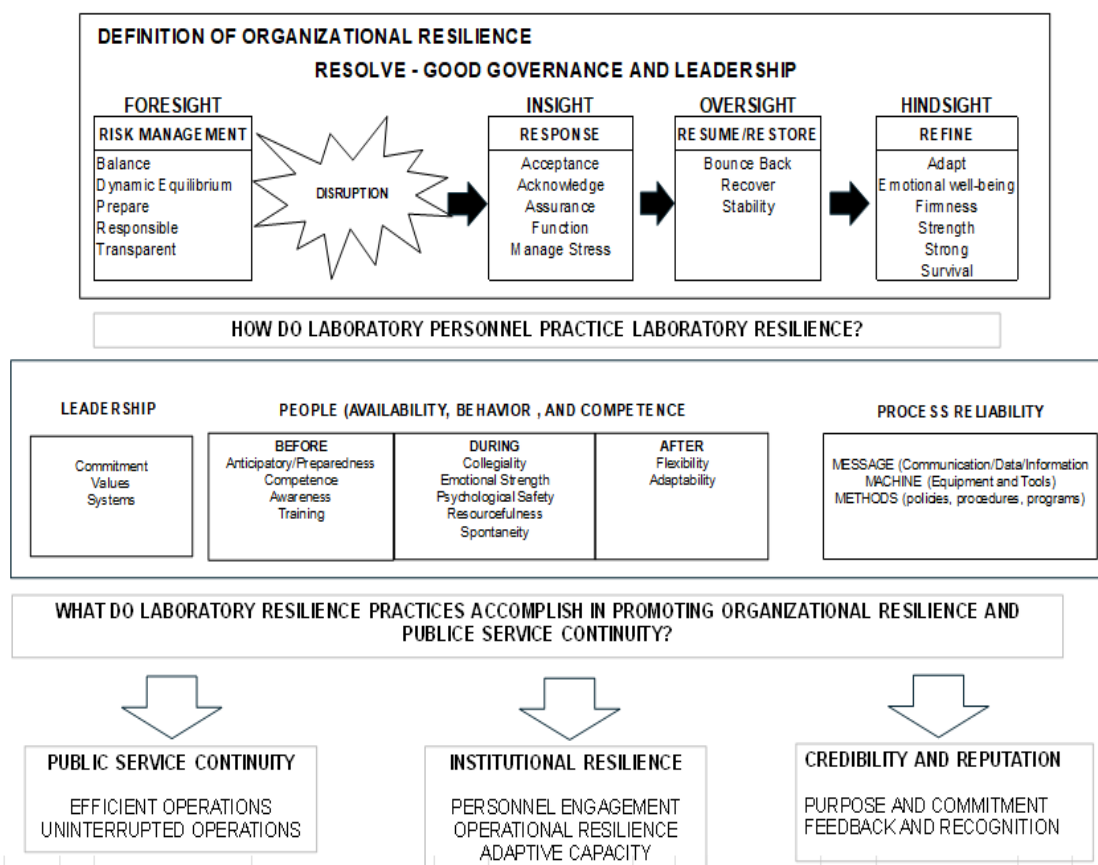 DEFINITION OF ORGANIZATIONAL RESILIENCE
RESOLVE - GOOD GOVERNANCE AND LEADERSHIP
FORESIGHT
RISK MANAGEMENT
Balance
Dynamic Equilibrium
Prepare
Responsible
Transparent
DISRUPTION
INSIGHT
RESPONSE
Acceptance
Acknowledge
Assurance
Function
Manage Stress
OVERSIGHT
RESUME/RESTORE
Bounce Back
Recover
Stability
HINDSIGHT
REFINE
Adapt
Emotional well-being
Firmness
Strength
Strong
Survival
HOW DO LABORATORY PERSONNEL PRACTICE LABORATORY RESILIENCE?
LEADERSHIP
Commitment
Values
Systems
PEOPLE (AVAILABILITY, BEHAVIOR , AND COMPETENCE
BEFORE
Anticipatory/Preparedness
Competence
Awareness
Training
DURING
Collegiality
Emotional Strength
Psychological Safety
Resourcefulness
Spontaneity
AFTER
Flexibility
Adaptability
PROCESS RELIABILITY
MESSAGE (Communication/Data/Information
MACHINE (Equipment and Tools)
METHODS (policies, procedures, programs)
WHAT DO LABORATORY RESILIENCE PRACTICES ACCOMPLISH IN PROMOTING ORGANIZATIONAL RESILIENCE AND
PUBLICE SERVICE CONTINUITY?
PUBLIC SERVICE CONTINUITY
EFFICIENT OPERATIONS
UNINTERRUPTED OPERATIONS
INSTITUTIONAL RESILIENCE
PERSONNEL ENGAGEMENT
OPERATIONAL RESILIENCE
ADAPTIVE CAPACITY
CREDIBILITY AND REPUTATION
PURPOSE AND COMMITMENT
FEEDBACK AND RECOGNITION